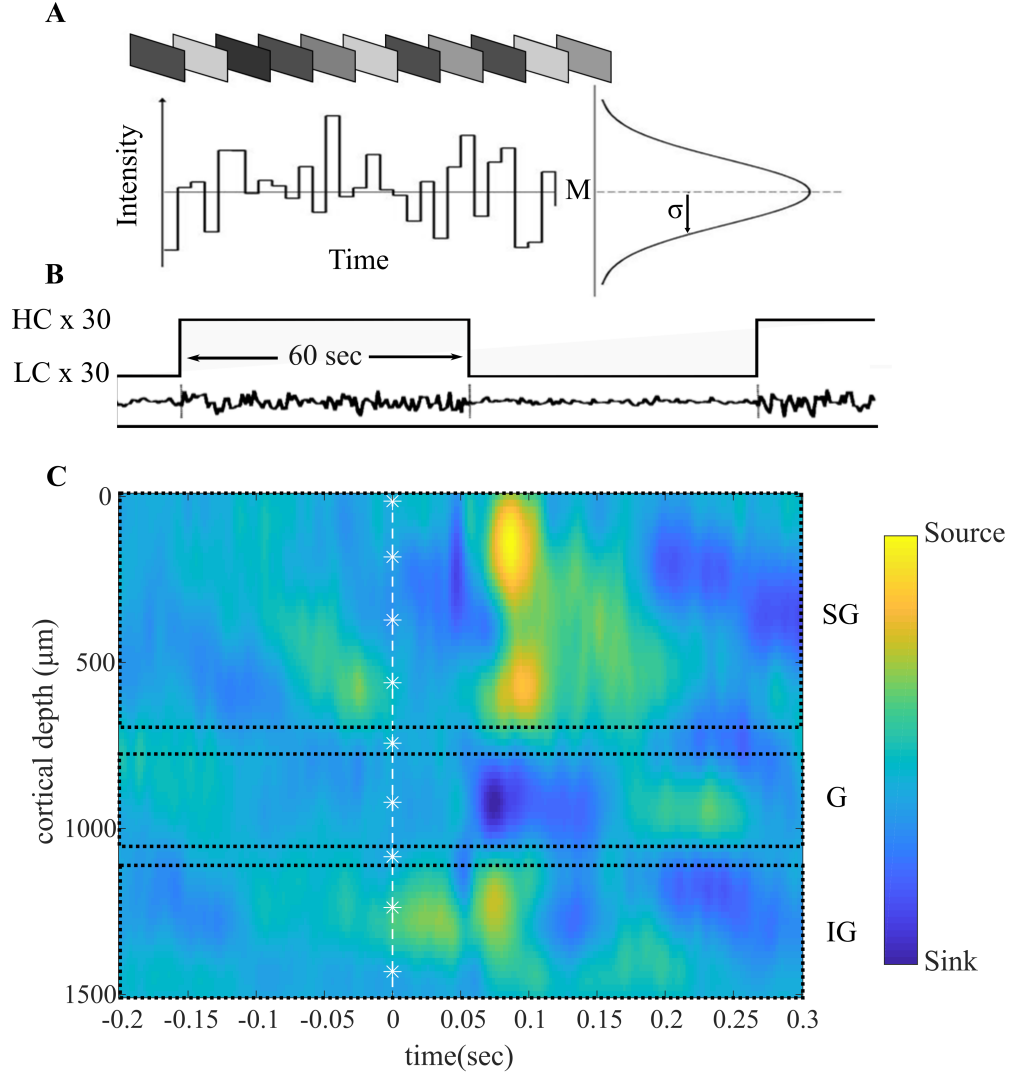 A
Intensity
M
σ
Time
B
HC x 30
60 sec
LC x 30
C
0
500
1000
1500
cortical depth (μm)
-0.2 -0.15 -0.1 -0.05 0 0.05 0.1 0.15 0.2 0.25 0.3
time(sec)
SG
G
IG
Source
Sink